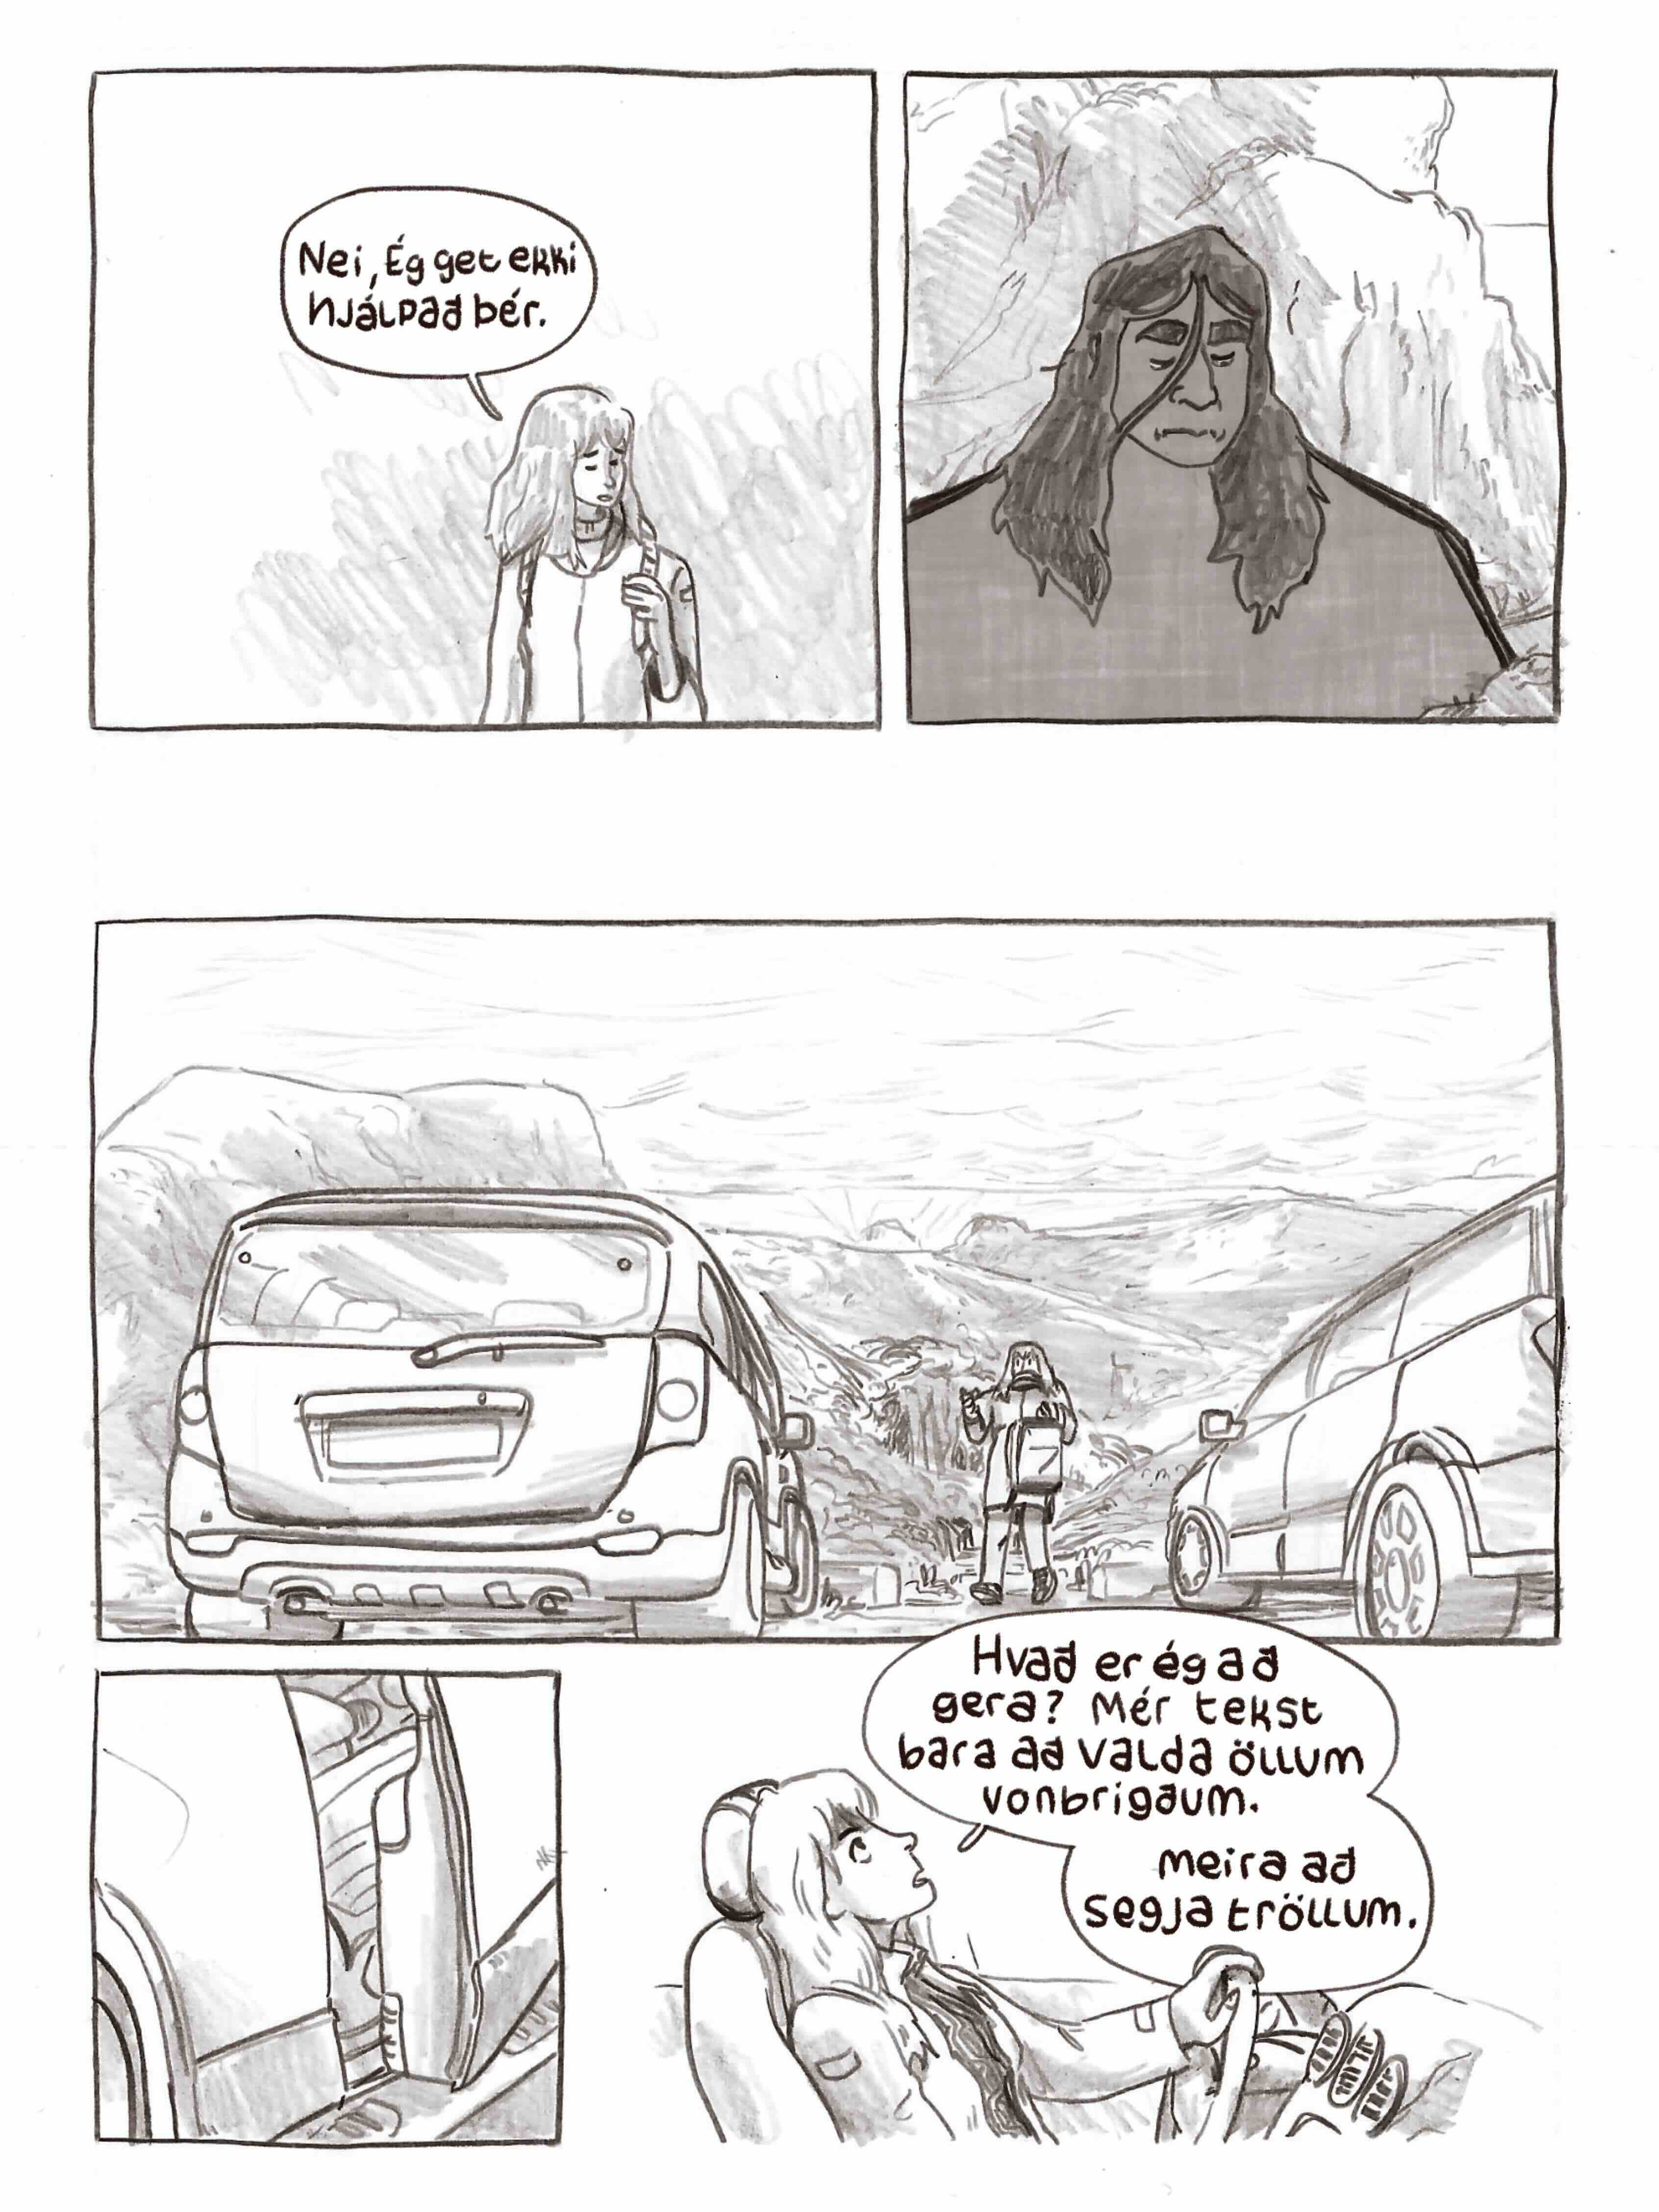 Nei, Ég get ekki
hjálpað þér.
Hvað er ég að
gera? Mér tekst
bara að valda öllum
vonbrigðum.
meira að
segja tröllum.